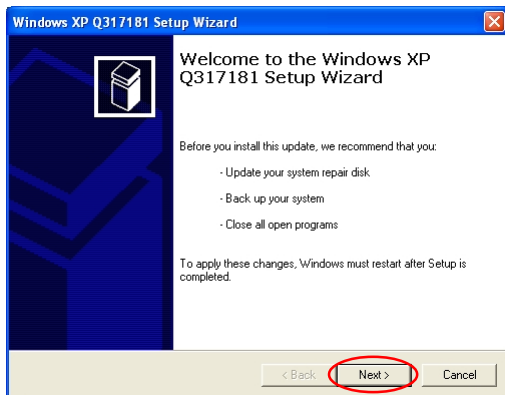 Windows XP Q317181 Setup Wizard
Welcome to the Windows XP
Q317181 Setup Wizard
Before you install this update, we recommend that you:
- Update your system repair disk
- Back up your system
- Close all open programs
To apply these changes, Windows must restart after Setup is
completed.
< Back Next > Cancel